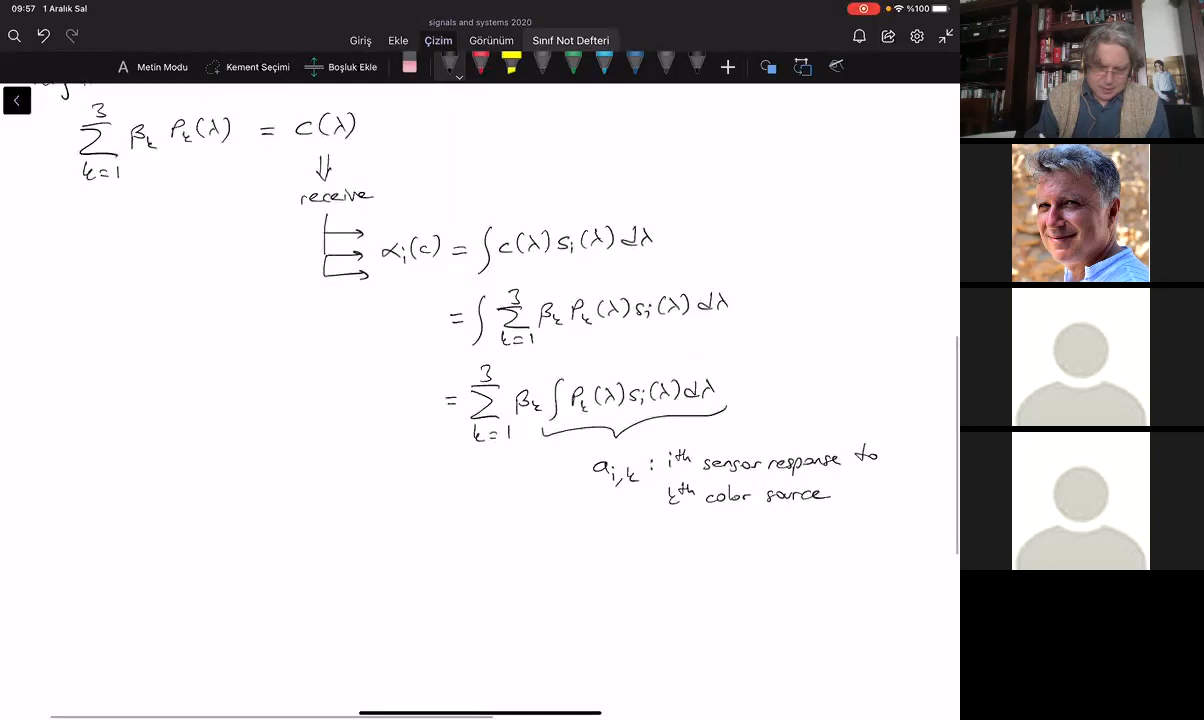 09:57 1 Aralık Sal
%100
signals and systems 2020
Giriş Ekle Çizim Görünüm Sınıf Not Defteri
Metin Modu Kement Seçimi Boşluk Ekle
3
∑ βₖ Pₖ(λ) = c(λ)
k=1
receive
αᵢ(c) = ∫ c(λ) sᵢ(λ) dλ
3
= ∫ ∑ βₖ Pₖ(λ) sᵢ(λ) dλ
k=1
3
= ∑ βₖ ∫ Pₖ(λ) sᵢ(λ) dλ
k=1
aᵢ,ₖ : iᵗʰ sensor response to
kᵗʰ color source